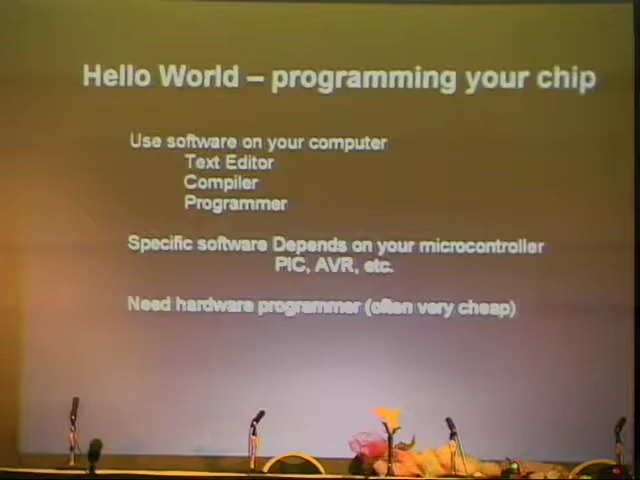 Hello World – programming your chip
Use software on your computer
Text Editor
Compiler
Programmer
Specific software Depends on your microcontroller
PIC, AVR, etc.
Need hardware programmer (often very cheap)